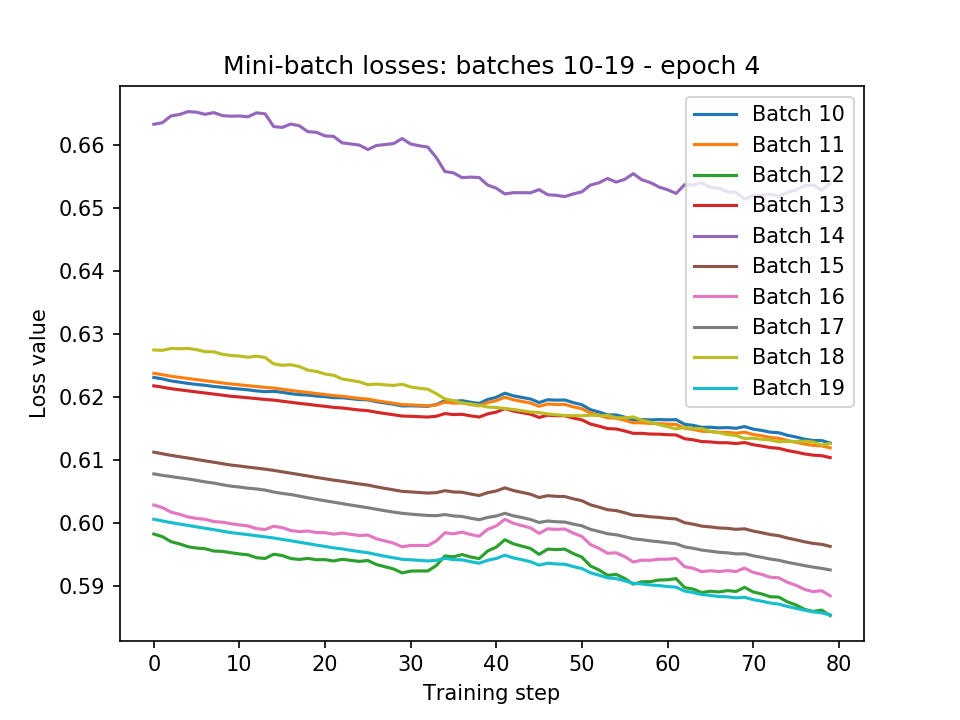 Mini-batch losses: batches 10-19 - epoch 4
Loss value
0.66
0.65
0.64
0.63
0.62
0.61
0.60
0.59
Batch 10
Batch 11
Batch 12
Batch 13
Batch 14
Batch 15
Batch 16
Batch 17
Batch 18
Batch 19
0 10 20 30 40 50 60 70 80
Training step